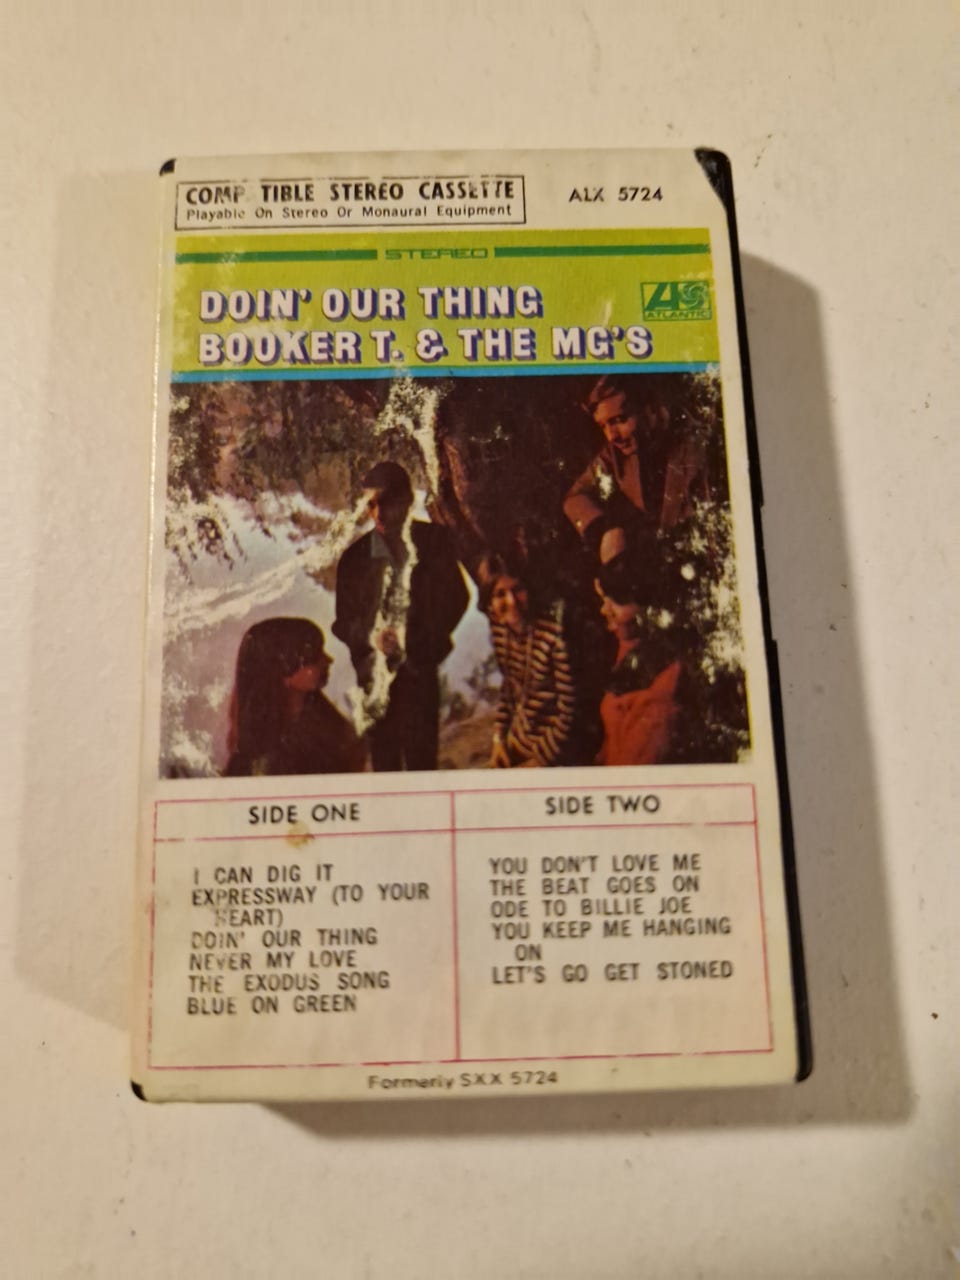 COMP TIBLE STEREO CASSETTE
Playable On Stereo Or Monaural Equipment
ALX 5724
STEREO
DOIN' OUR THING
ATLANTIC
BOOKER T. & THE MG'S
SIDE ONE
I CAN DIG IT
EXPRESSWAY (TO YOUR
HEART)
DOIN' OUR THING
NEVER MY LOVE
THE EXODUS SONG
BLUE ON GREEN
SIDE TWO
YOU DON'T LOVE ME
THE BEAT GOES ON
ODE TO BILLIE JOE
YOU KEEP ME HANGING
ON
LET'S GO GET STONED
Formerly SXX 5724